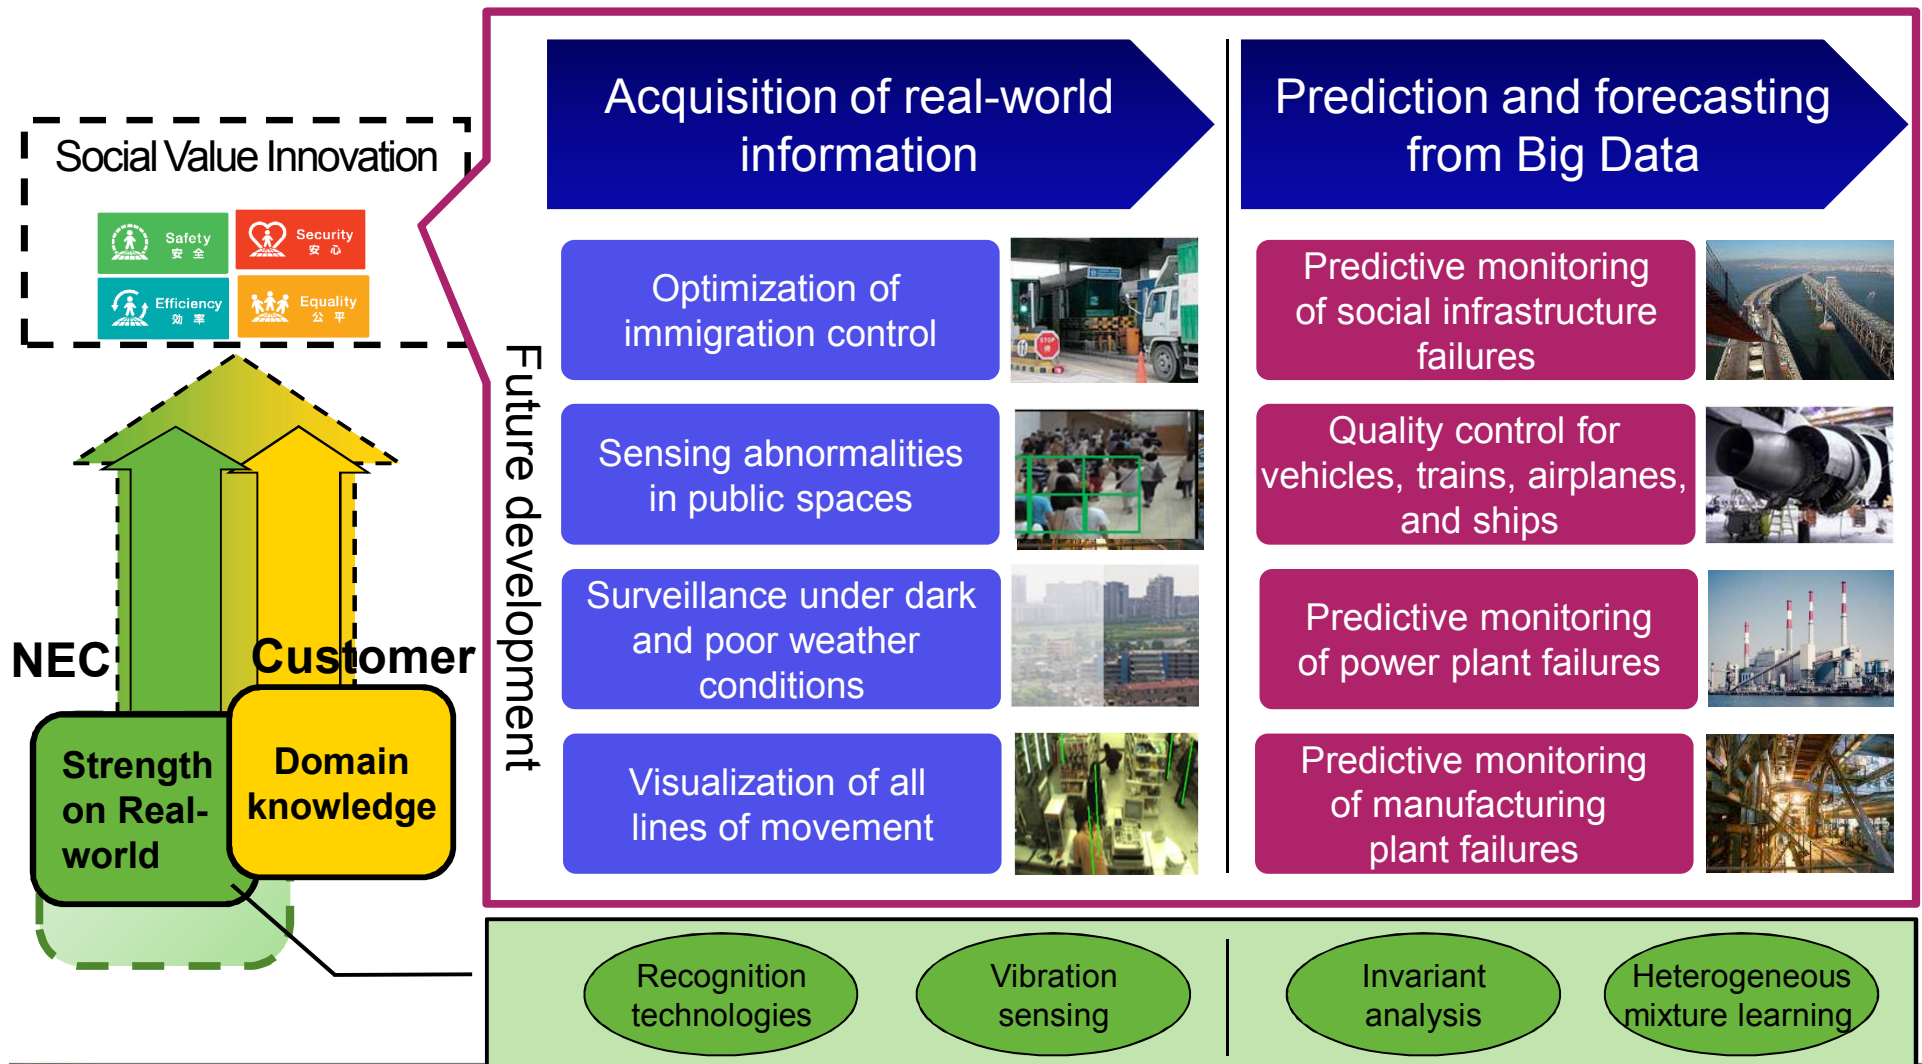 Social Value Innovation
Safety
安全
Security
安心
Efficiency
効率
Equality
公平
NEC
Customer
Strength
on Real-
world
Domain
knowledge
Future development
Acquisition of real-world
information
Optimization of
immigration control
STOP
Sensing abnormalities
in public spaces
Surveillance under dark
and poor weather
conditions
Visualization of all
lines of movement
Prediction and forecasting
from Big Data
Predictive monitoring
of social infrastructure
failures
Quality control for
vehicles, trains, airplanes,
and ships
Predictive monitoring
of power plant failures
Predictive monitoring
of manufacturing
plant failures
Recognition
technologies
Vibration
sensing
Invariant
analysis
Heterogeneous
mixture learning